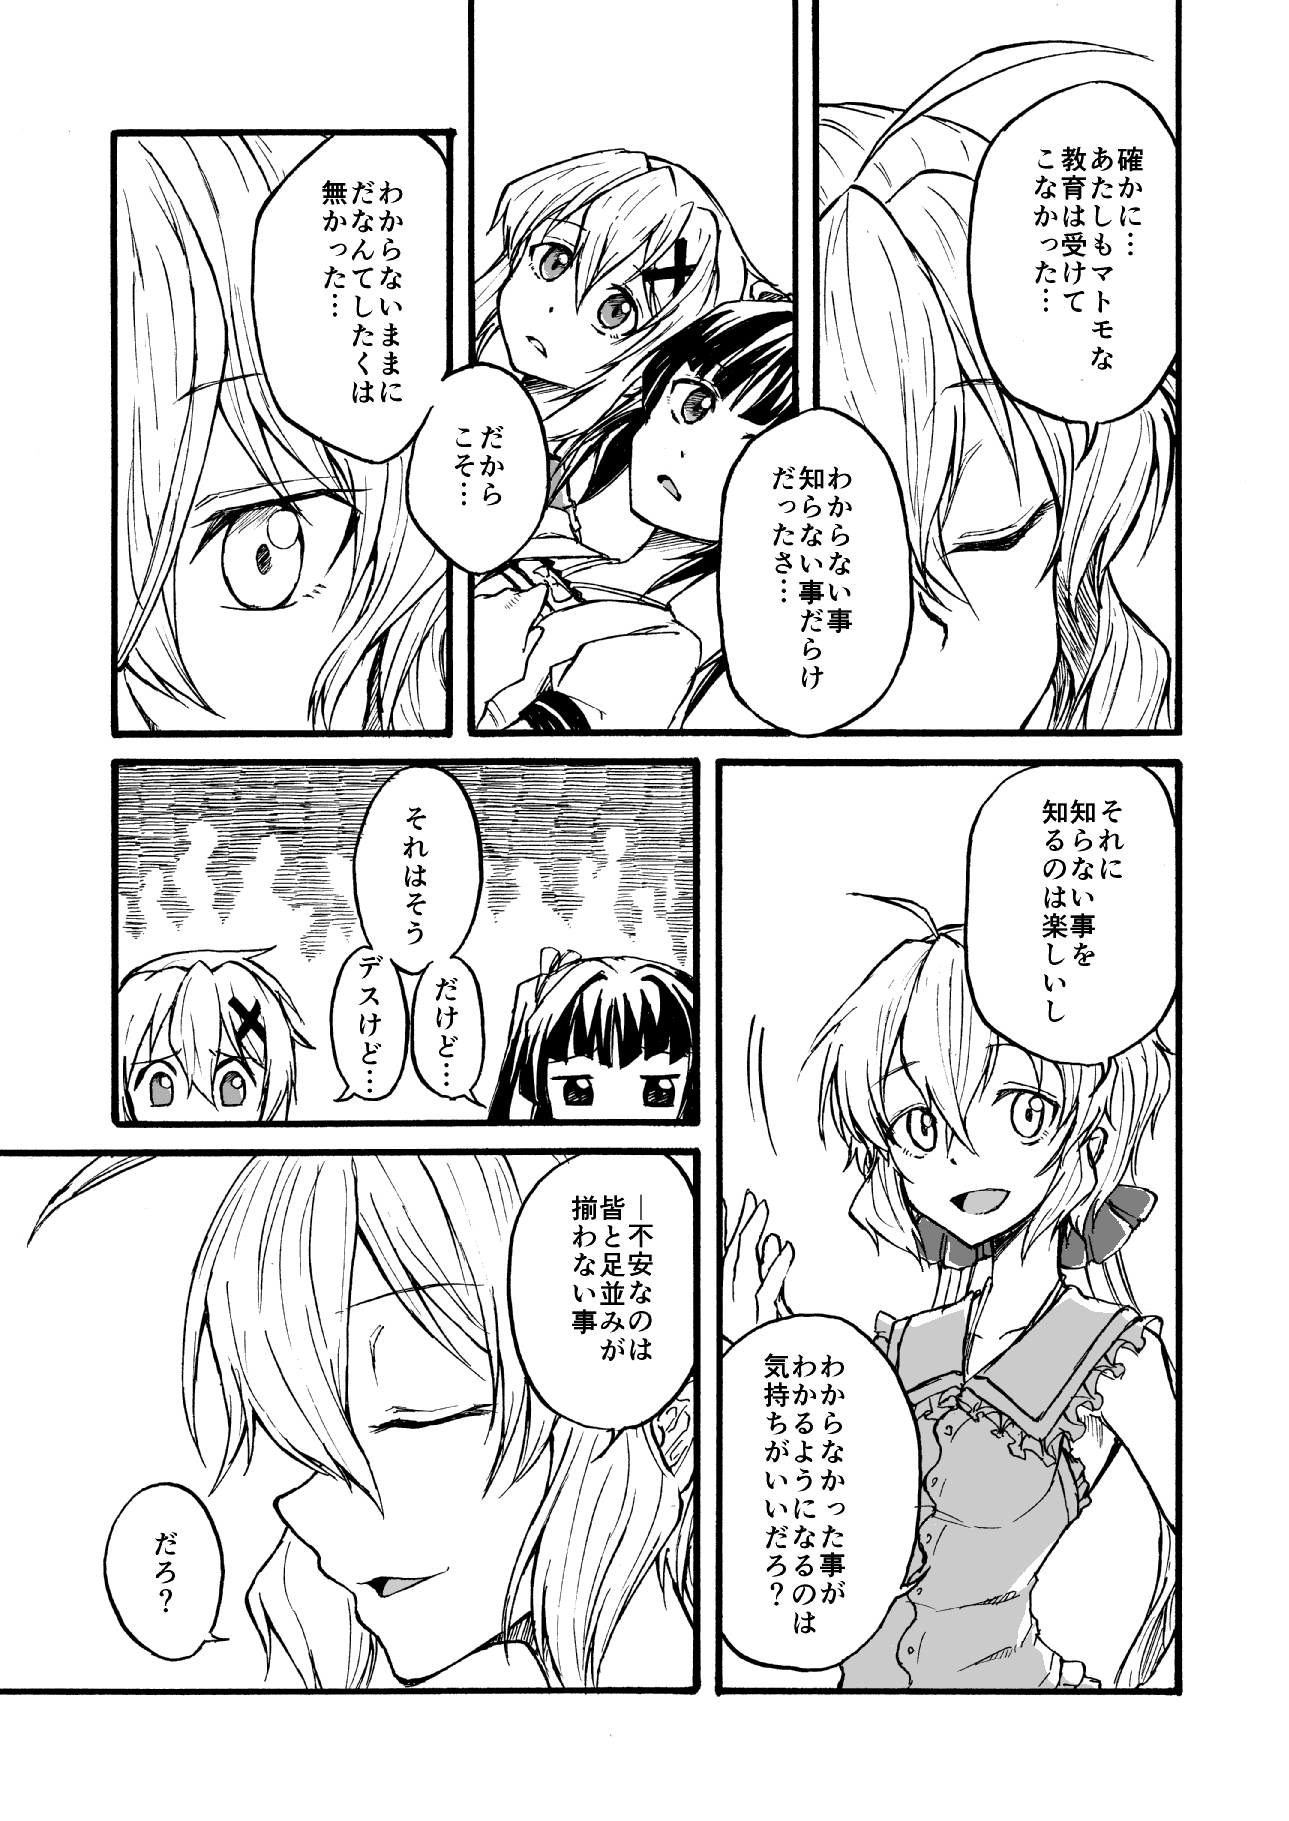 確かに…
あたしもマトモな
教育は受けて
こなかった…
わからない事
知らない事だらけ
だったさ…
だから
こそ…
わからないままに
だなんてしたくは
無かった…
それに
知らない事を
知るのは楽しいし
わからなかった事が
わかるようになるのは
気持ちがいいだろ？
それはそう
だけど…
デスけど…
―不安なのは
皆と足並みが
揃わない事
だろ？